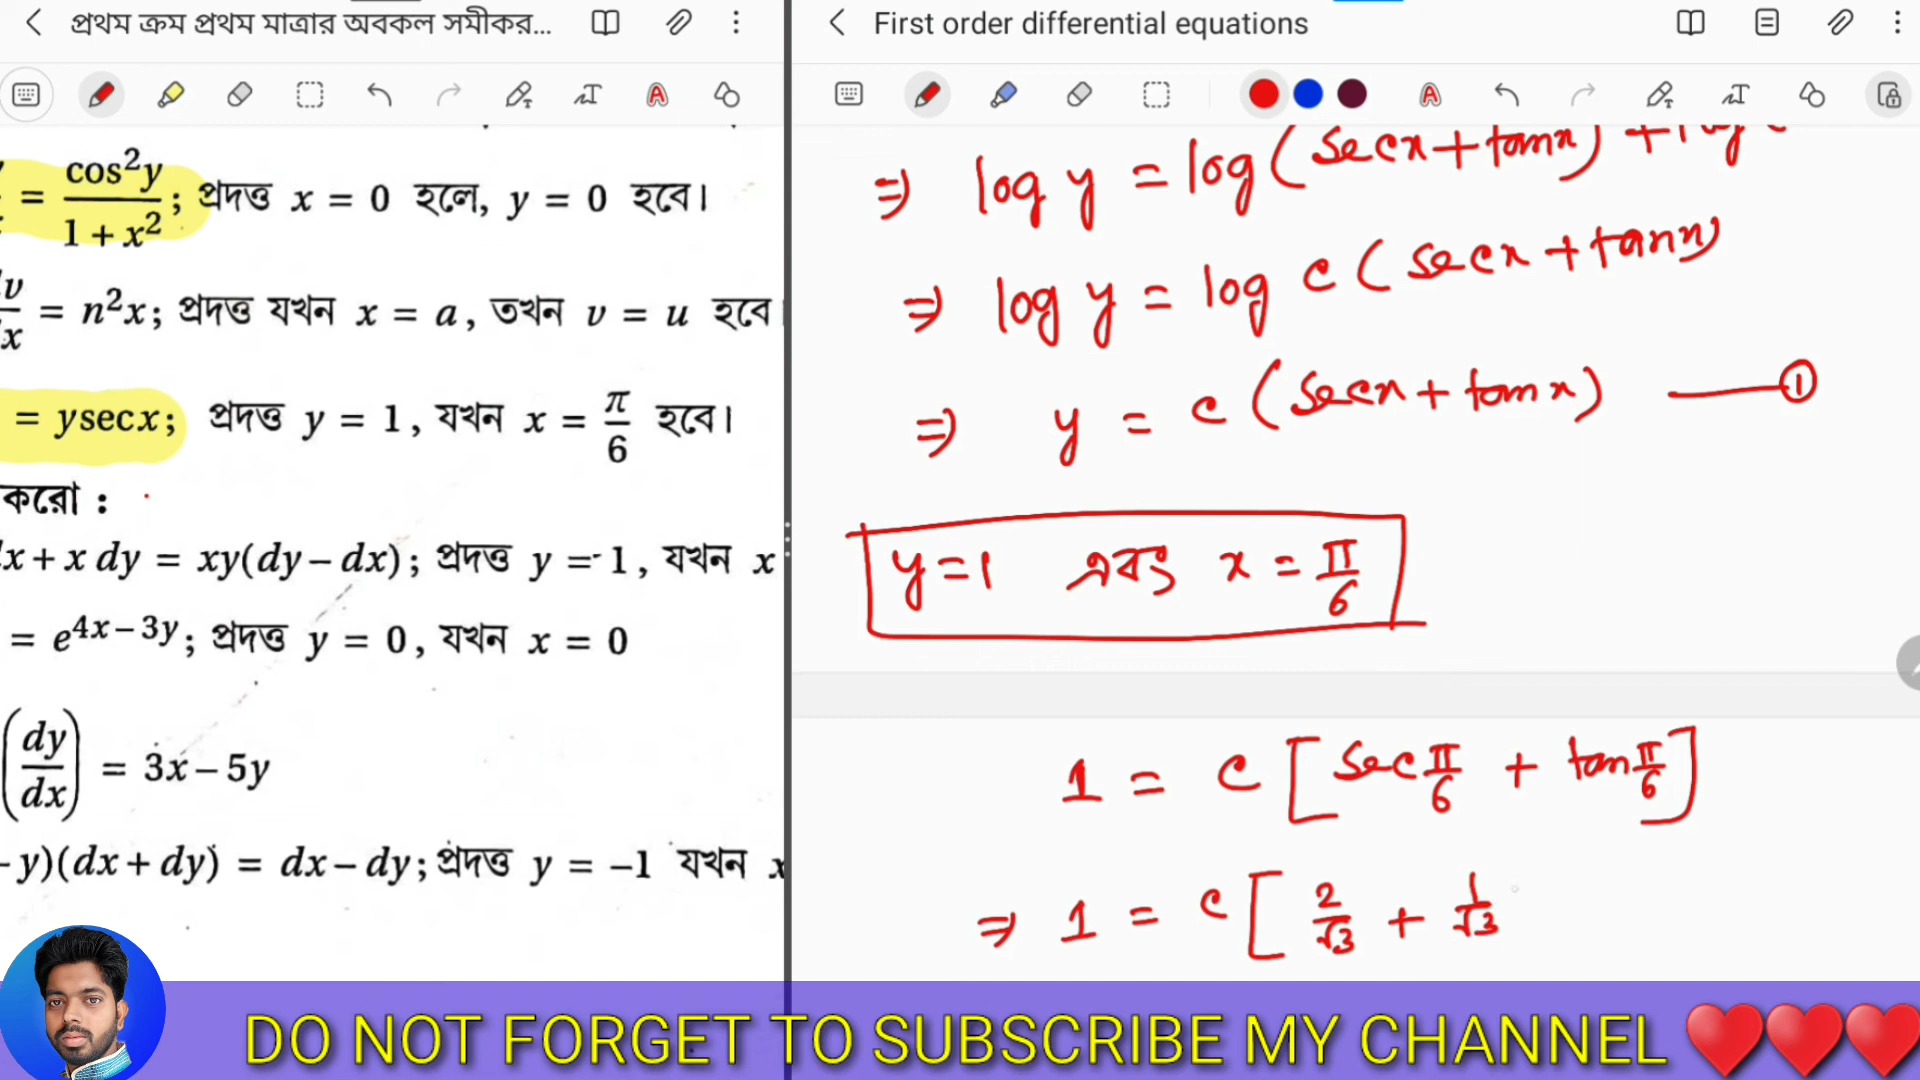 প্রথম ক্রম প্রথম মাত্রার অবকল সমীকর...
= cos²y / 1 + x² ; প্রদত্ত x = 0 হলে, y = 0 হবে।
/x = n²x; প্রদত্ত যখন x = a, তখন v = u হবে
= y sec x; প্রদত্ত y = 1, যখন x = π/6 হবে।
করো :
x + x dy = xy(dy – dx); প্রদত্ত y = 1, যখন x
= e^(4x – 3y); প্রদত্ত y = 0, যখন x = 0
(dy/dx) = 3x – 5y
– y)(dx + dy) = dx – dy; প্রদত্ত y = –1 যখন
First order differential equations
⇒ log y = log (secx + tanx) +
⇒ log y = log c (secx + tanx)
⇒ y = c (secx + tanx) —— ①
y = 1 এবং x = π/6
1 = c [sec π/6 + tan π/6]
⇒ 1 = c [ 2/√3 + 1/√3
DO NOT FORGET TO SUBSCRIBE MY CHANNEL ❤️❤️❤️